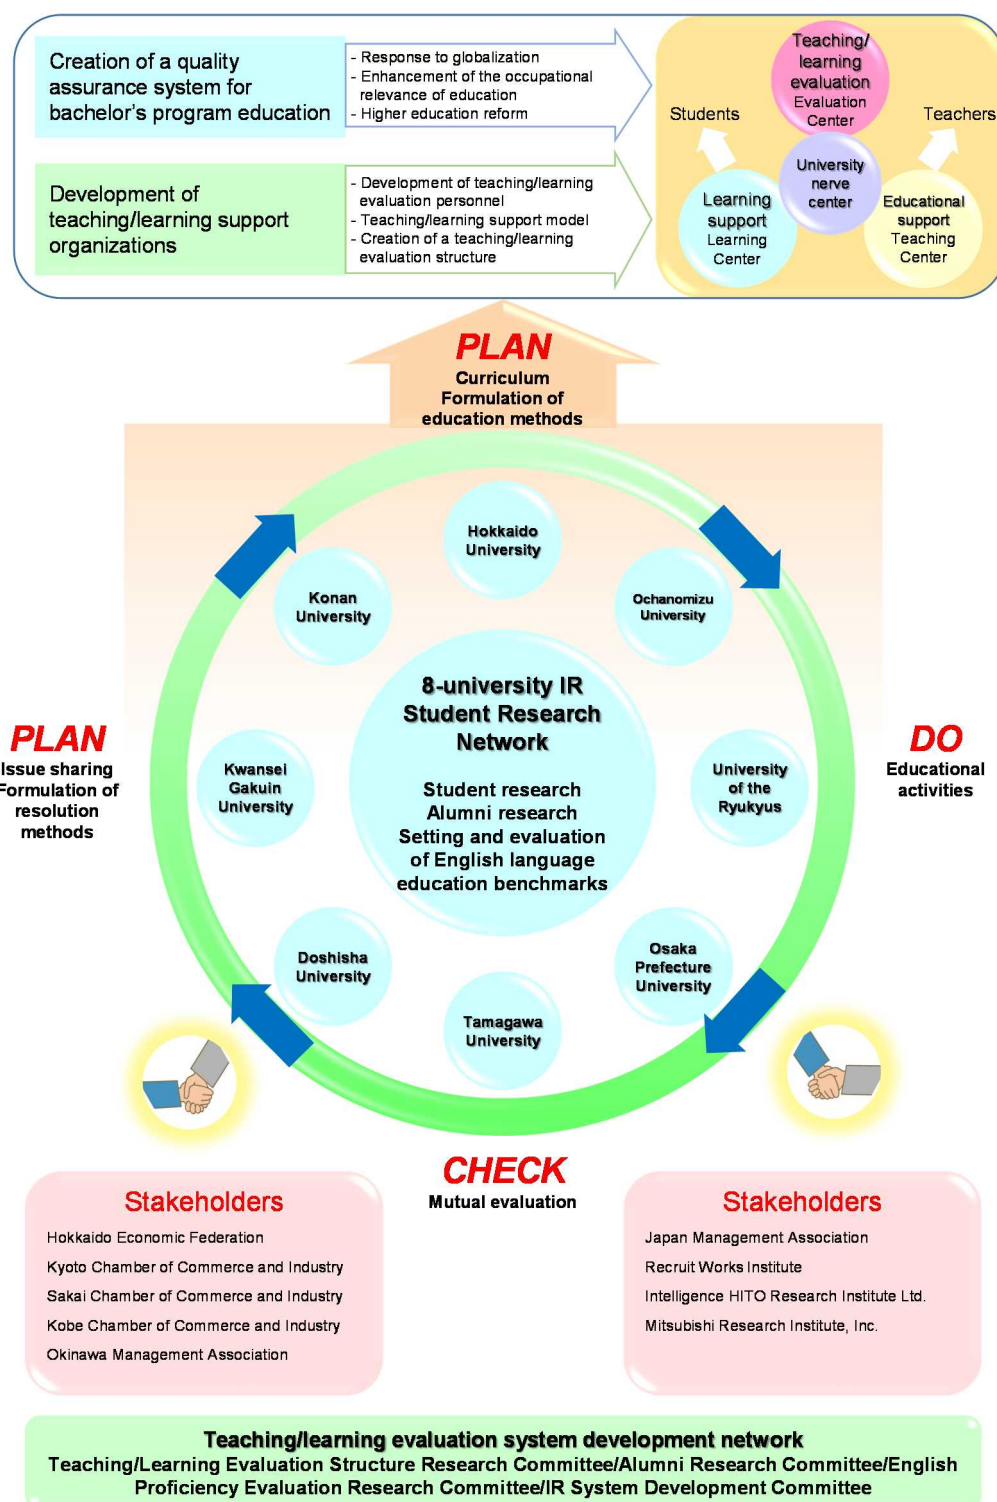 Creation of a quality
assurance system for
bachelor's program education
- Response to globalization
- Enhancement of the occupational
relevance of education
- Higher education reform
Development of
teaching/learning support
organizations
- Development of teaching/learning
evaluation personnel
- Teaching/learning support model
- Creation of a teaching/learning
evaluation structure
Teaching/
learning
evaluation
Evaluation
Center
Students
Teachers
University
nerve
center
Learning
support
Learning
Center
Educational
support
Teaching
Center
PLAN
Curriculum
Formulation of
education methods
Hokkaido
University
Konan
University
Ochanomizu
University
8-university IR
Student Research
Network
Student research
Alumni research
Setting and evaluation
of English language
education benchmarks
PLAN
Issue sharing
Formulation of
resolution
methods
Kwansei
Gakuin
University
University
of the
Ryukyus
DO
Educational
activities
Doshisha
University
Osaka
Prefecture
University
Tamagawa
University
CHECK
Mutual evaluation
Stakeholders
Hokkaido Economic Federation
Kyoto Chamber of Commerce and Industry
Sakai Chamber of Commerce and Industry
Kobe Chamber of Commerce and Industry
Okinawa Management Association
Stakeholders
Japan Management Association
Recruit Works Institute
Intelligence HITO Research Institute Ltd.
Mitsubishi Research Institute, Inc.
Teaching/learning evaluation system development network
Teaching/Learning Evaluation Structure Research Committee/Alumni Research Committee/English
Proficiency Evaluation Research Committee/IR System Development Committee